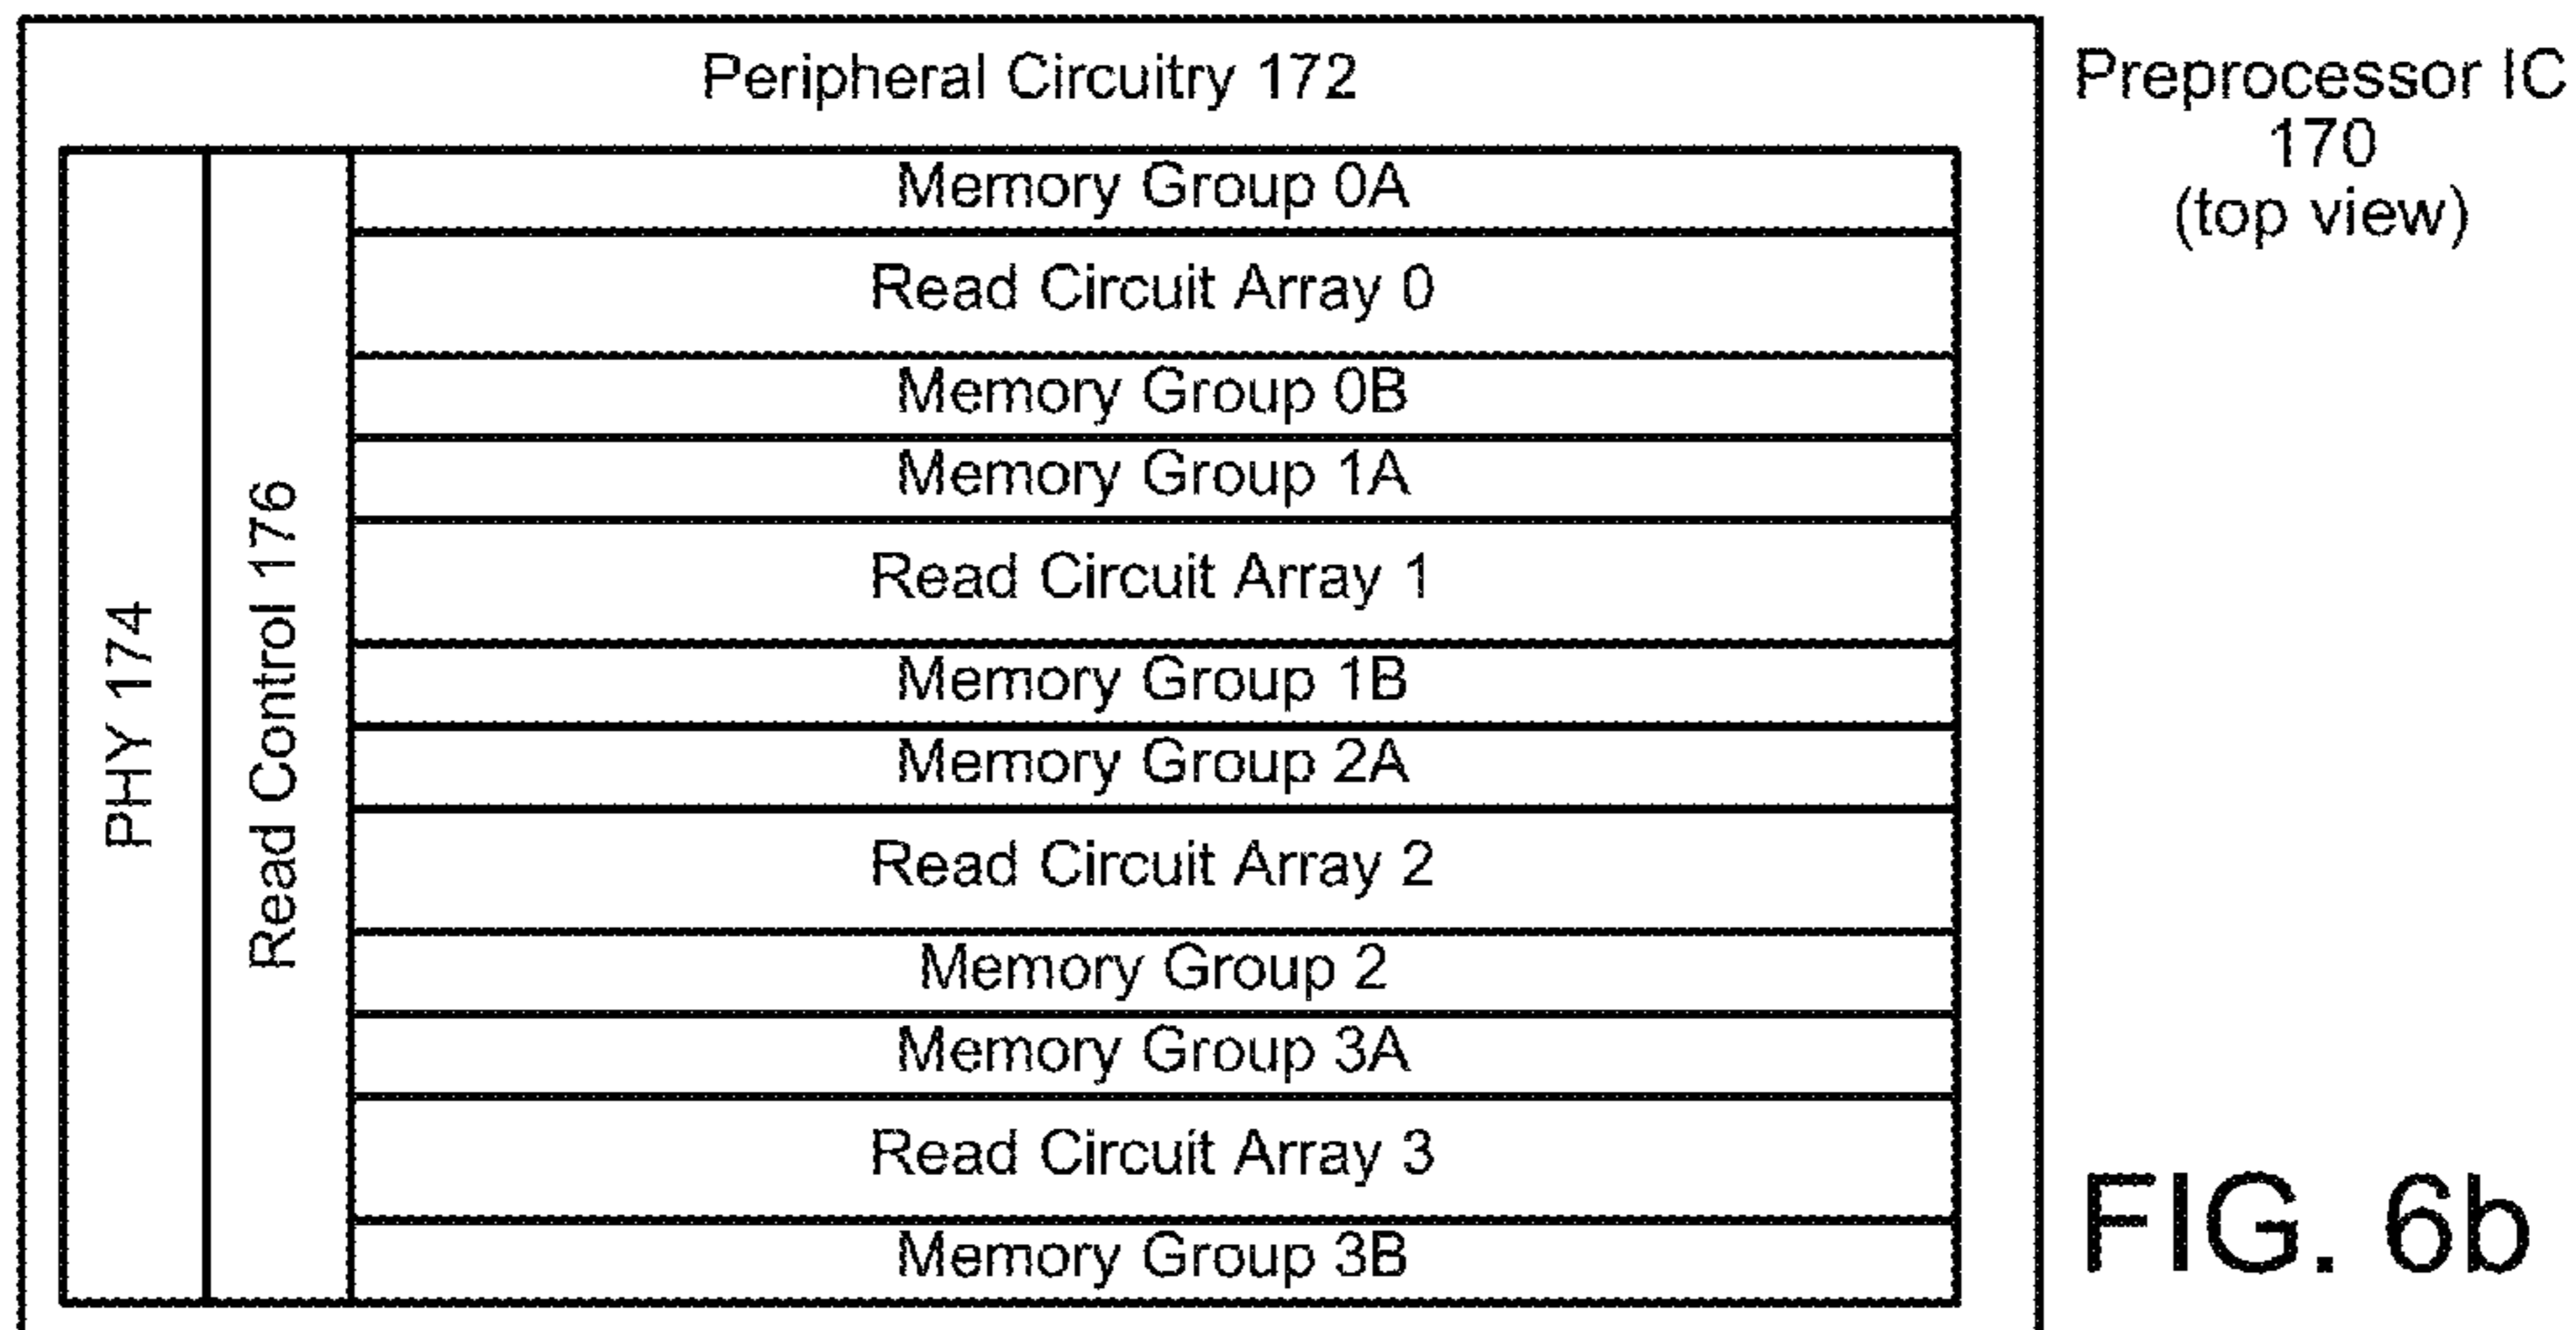 Peripheral Circuitry 172
Preprocessor IC
170
(top view)
PHY 174
Read Control 176
Memory Group 0A
Read Circuit Array 0
Memory Group 0B
Memory Group 1A
Read Circuit Array 1
Memory Group 1B
Memory Group 2A
Read Circuit Array 2
Memory Group 2
Memory Group 3A
Read Circuit Array 3
Memory Group 3B
FIG. 6b